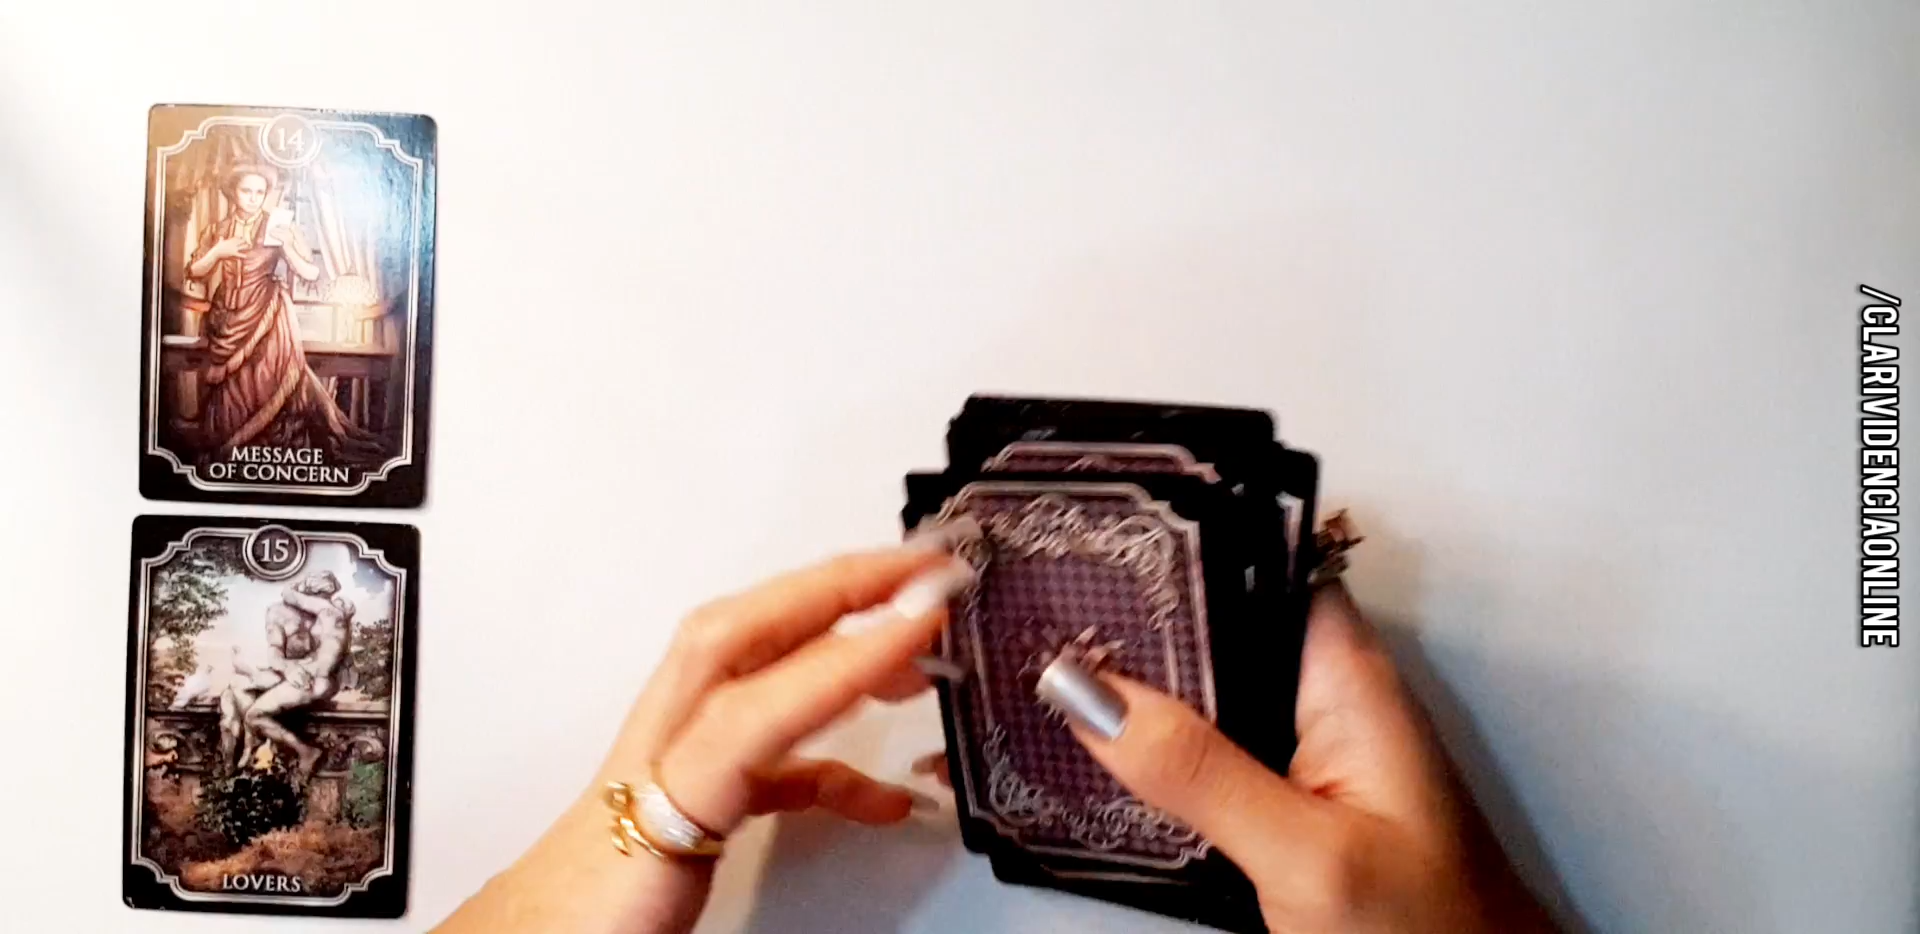 14
MESSAGE
OF CONCERN
15
LOVERS
/CLARIVIDENCIAONLINE